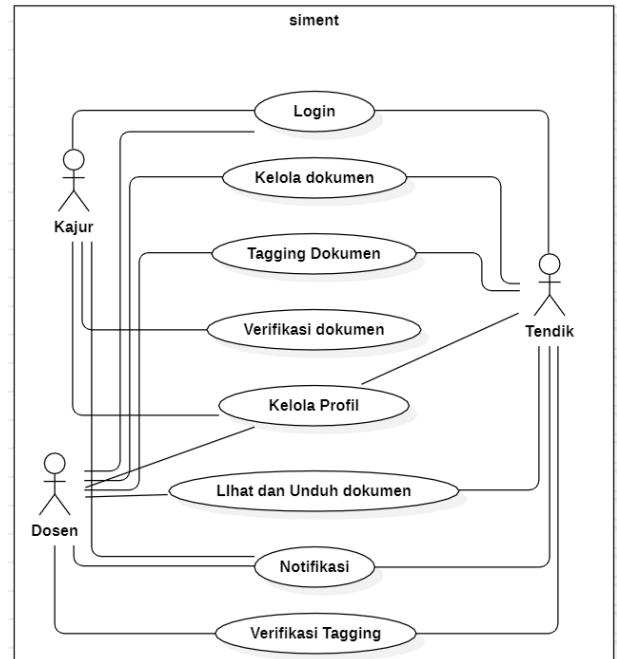 siment
Login
Kelola dokumen
Kajur
Tagging Dokumen
Verifikasi dokumen
Tendik
Kelola Profil
LIhat dan Unduh dokumen
Dosen
Notifikasi
Verifikasi Tagging